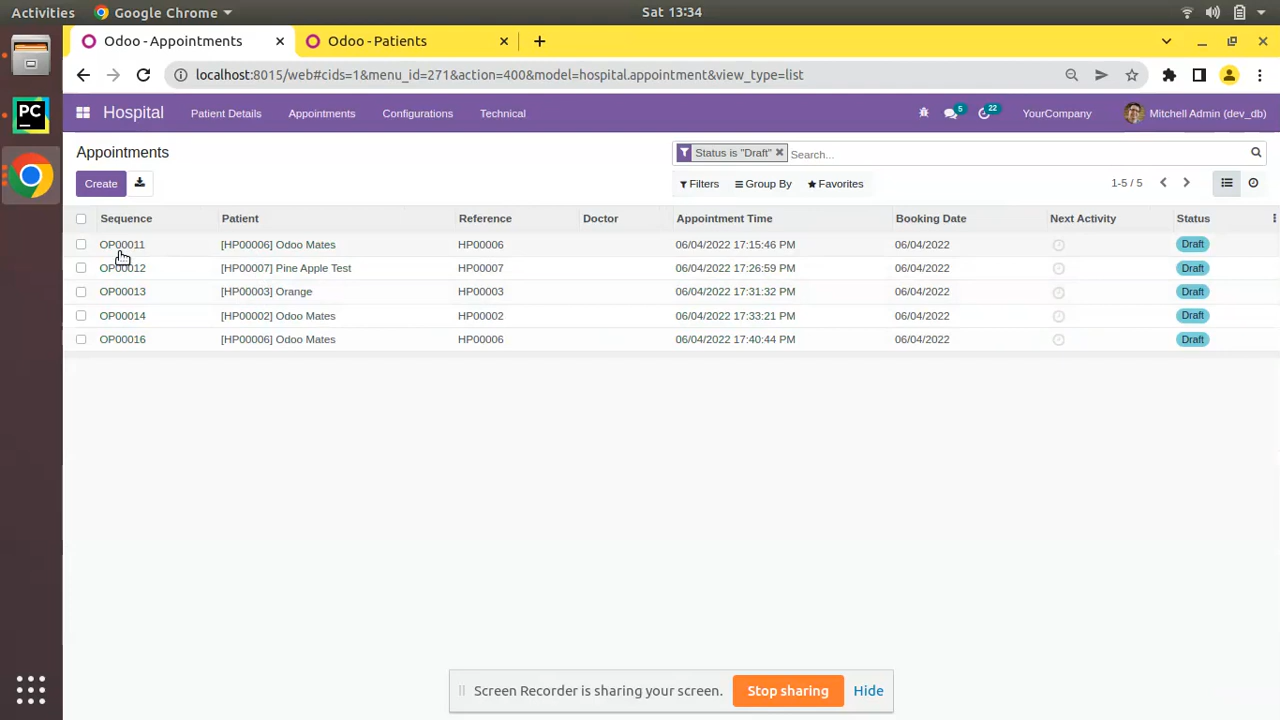 Activities Google Chrome Sat 13:34
Odoo - Appointments Odoo - Patients
localhost:8015/web#cids=1&menu_id=271&action=400&model=hospital.appointment&view_type=list
PC
Hospital Patient Details Appointments Configurations Technical 5 22 YourCompany Mitchell Admin (dev_db)
Appointments Status is "Draft" Search...
Create Filters Group By Favorites 1-5 / 5
Sequence Patient Reference Doctor Appointment Time Booking Date Next Activity Status
OP00011 [HP00006] Odoo Mates HP00006 06/04/2022 17:15:46 PM 06/04/2022 Draft
OP00012 [HP00007] Pine Apple Test HP00007 06/04/2022 17:26:59 PM 06/04/2022 Draft
OP00013 [HP00003] Orange HP00003 06/04/2022 17:31:32 PM 06/04/2022 Draft
OP00014 [HP00002] Odoo Mates HP00002 06/04/2022 17:33:21 PM 06/04/2022 Draft
OP00016 [HP00006] Odoo Mates HP00006 06/04/2022 17:40:44 PM 06/04/2022 Draft
Screen Recorder is sharing your screen. Stop sharing Hide